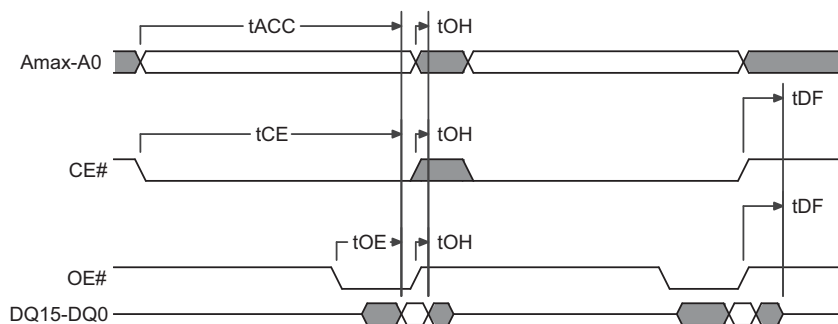 tACC tOH
Amax-A0
tDF
tCE tOH
CE#
tDF
tOE tOH
OE#
DQ15-DQ0